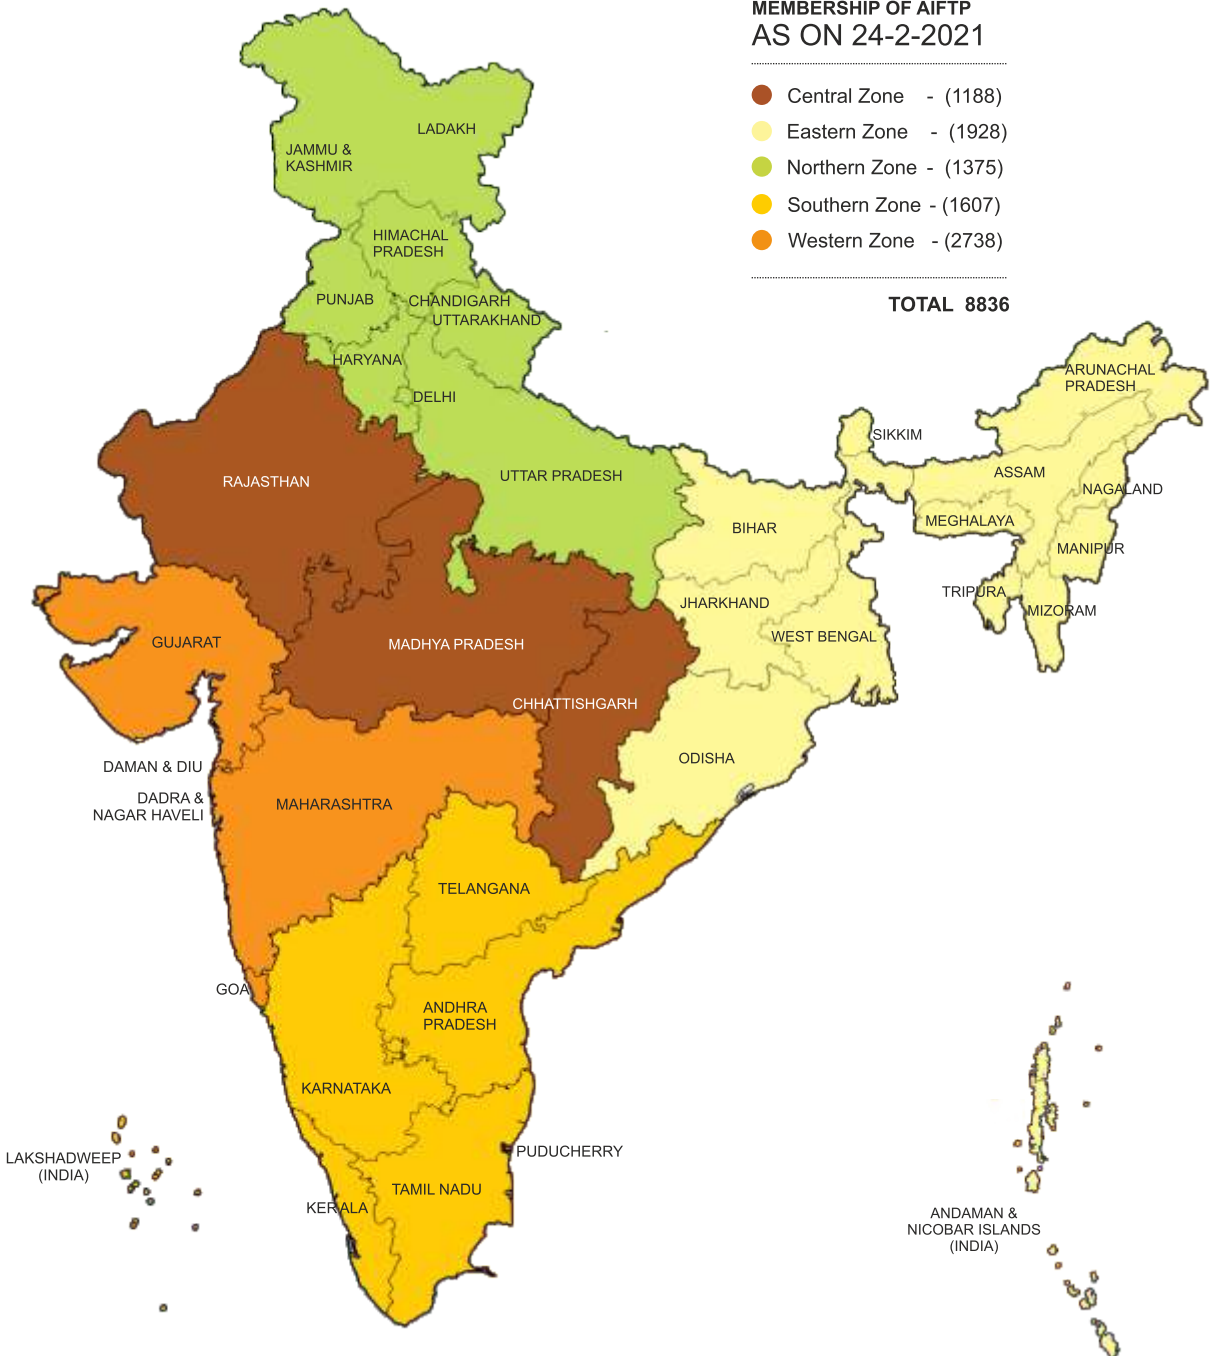 MEMBERSHIP OF AIFTP
AS ON 24-2-2021
Central Zone - (1188)
Eastern Zone - (1928)
Northern Zone - (1375)
Southern Zone - (1607)
Western Zone - (2738)
TOTAL 8836
LADAKH
JAMMU &
KASHMIR
HIMACHAL
PRADESH
PUNJAB
CHANDIGARH
UTTARAKHAND
HARYANA
DELHI
ARUNACHAL
PRADESH
SIKKIM
RAJASTHAN
UTTAR PRADESH
ASSAM
NAGALAND
BIHAR
MEGHALAYA
MANIPUR
JHARKHAND
TRIPURA
MIZORAM
GUJARAT
MADHYA PRADESH
WEST BENGAL
CHHATTISHGARH
ODISHA
DAMAN & DIU
DADRA &
NAGAR HAVELI
MAHARASHTRA
TELANGANA
GOA
ANDHRA
PRADESH
KARNATAKA
LAKSHADWEEP
(INDIA)
PUDUCHERRY
TAMIL NADU
KERALA
ANDAMAN &
NICOBAR ISLANDS
(INDIA)